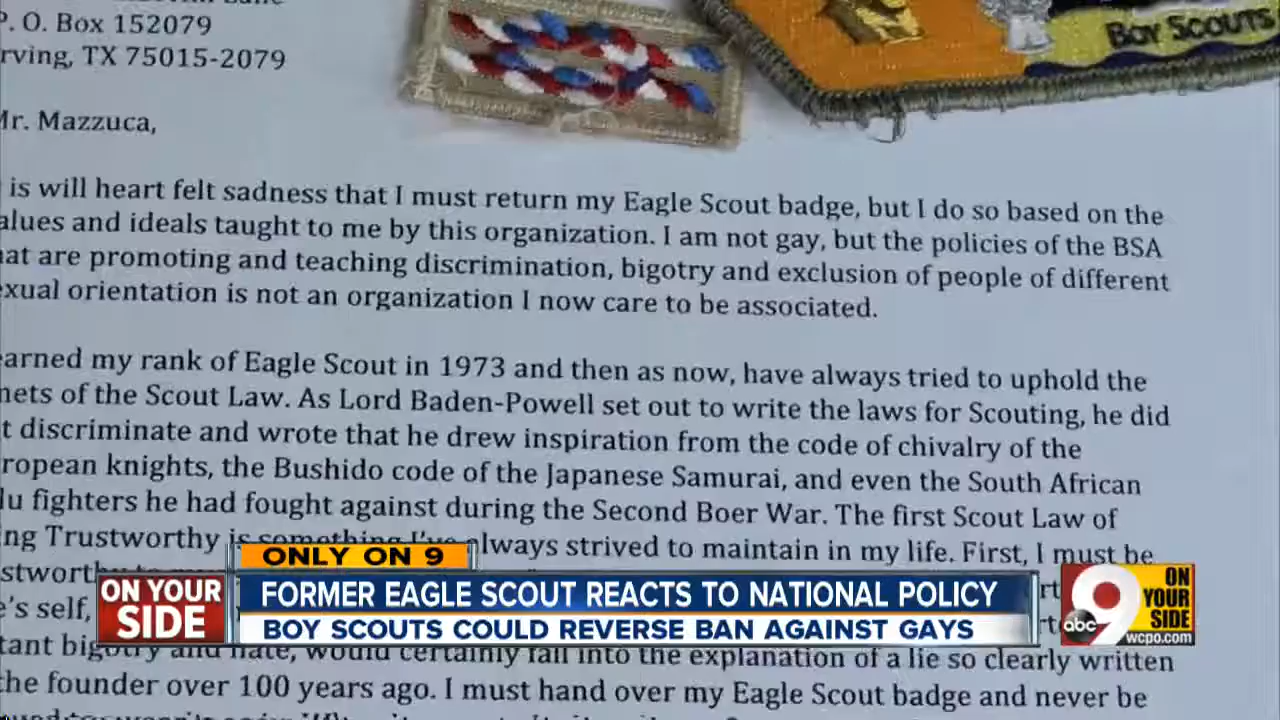 P. O. Box 152079
rving, TX 75015-2079
Boy Scouts
Mr. Mazzuca,
is will heart felt sadness that I must return my Eagle Scout badge, but I do so based on the
alues and ideals taught to me by this organization. I am not gay, but the policies of the BSA
hat are promoting and teaching discrimination, bigotry and exclusion of people of different
exual orientation is not an organization I now care to be associated.
earned my rank of Eagle Scout in 1973 and then as now, have always tried to uphold the
nets of the Scout Law. As Lord Baden-Powell set out to write the laws for Scouting, he did
t discriminate and wrote that he drew inspiration from the code of chivalry of the
ropean knights, the Bushido code of the Japanese Samurai, and even the South African
lu fighters he had fought against during the Second Boer War. The first Scout Law of
ng Trustworthy is something I've always strived to maintain in my life. First, I must be
stworthy
e's self,
tant bigotry and hate, would certainly fall into the explanation of a lie so clearly written
the founder over 100 years ago. I must hand over my Eagle Scout badge and never be
ONLY ON 9
ON YOUR SIDE
FORMER EAGLE SCOUT REACTS TO NATIONAL POLICY
BOY SCOUTS COULD REVERSE BAN AGAINST GAYS
abc 9
ON
YOUR
SIDE
wcpo.com